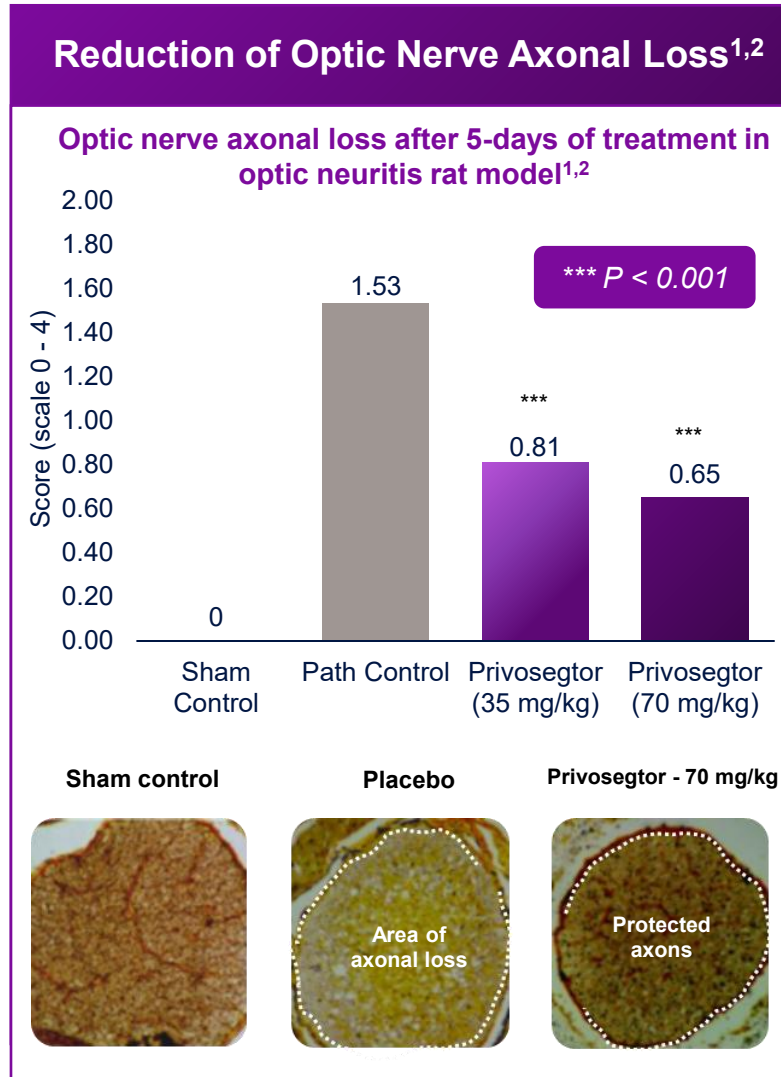 Reduction of Optic Nerve Axonal Loss1,2
Optic nerve axonal loss after 5-days of treatment in
optic neuritis rat model1,2
Score (scale 0 - 4)
2.00
1.80
1.60
1.40
1.20
1.00
0.80
0.60
0.40
0.20
0.00
*** P < 0.001
0
1.53
***
0.81
***
0.65
Sham
Control
Path Control
Privosegtor
(35 mg/kg)
Privosegtor
(70 mg/kg)
Sham control
Placebo
Privosegtor - 70 mg/kg
Area of
axonal loss
Protected
axons